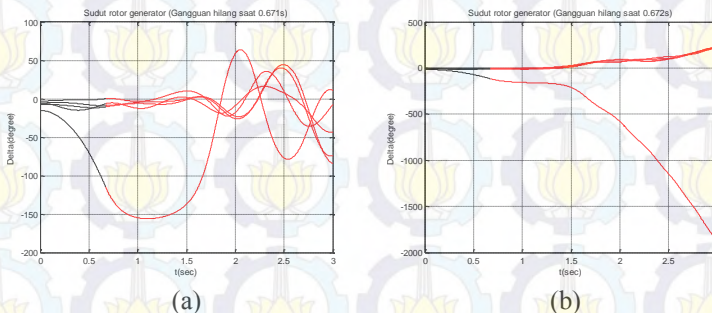 Sudut rotor generator (Gangguan hilang saat 0.671s)
100
50
0
-50
-100
-150
-200
Delta(degree)
0 0.5 1 1.5 2 2.5 3
t(sec)
(a)
Sudut rotor generator (Gangguan hilang saat 0.672s)
500
0
-500
-1000
-1500
-2000
Delta(degree)
0 0.5 1 1.5 2 2.5
t(sec)
(b)